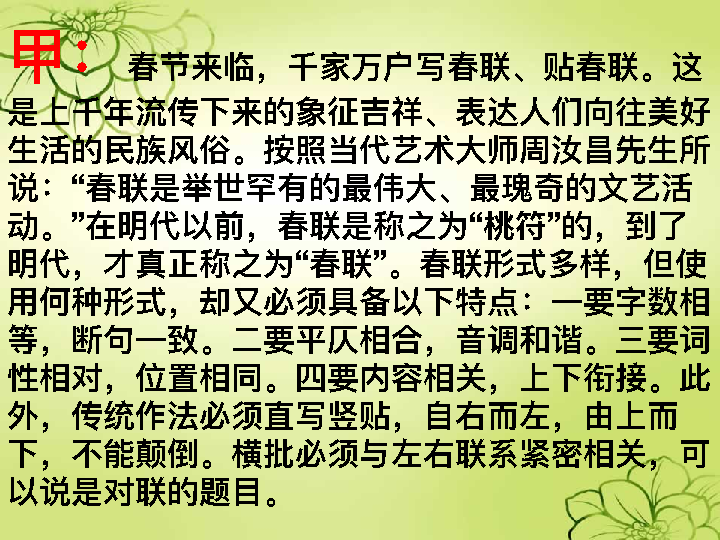 甲：春节来临，千家万户写春联、贴春联。这
是上千年流传下来的象征吉祥、表达人们向往美好
生活的民族风俗。按照当代艺术大师周汝昌先生所
说：“春联是举世罕有的最伟大、最瑰奇的文艺活
动。”在明代以前，春联是称之为“桃符”的，到了
明代，才真正称之为“春联”。春联形式多样，但使
用何种形式，却又必须具备以下特点：一要字数相
等，断句一致。二要平仄相合，音调和谐。三要词
性相对，位置相同。四要内容相关，上下衔接。此
外，传统作法必须直写竖贴，自右而左，由上而
下，不能颠倒。横批必须与左右联系紧密相关，可
以说是对联的题目。